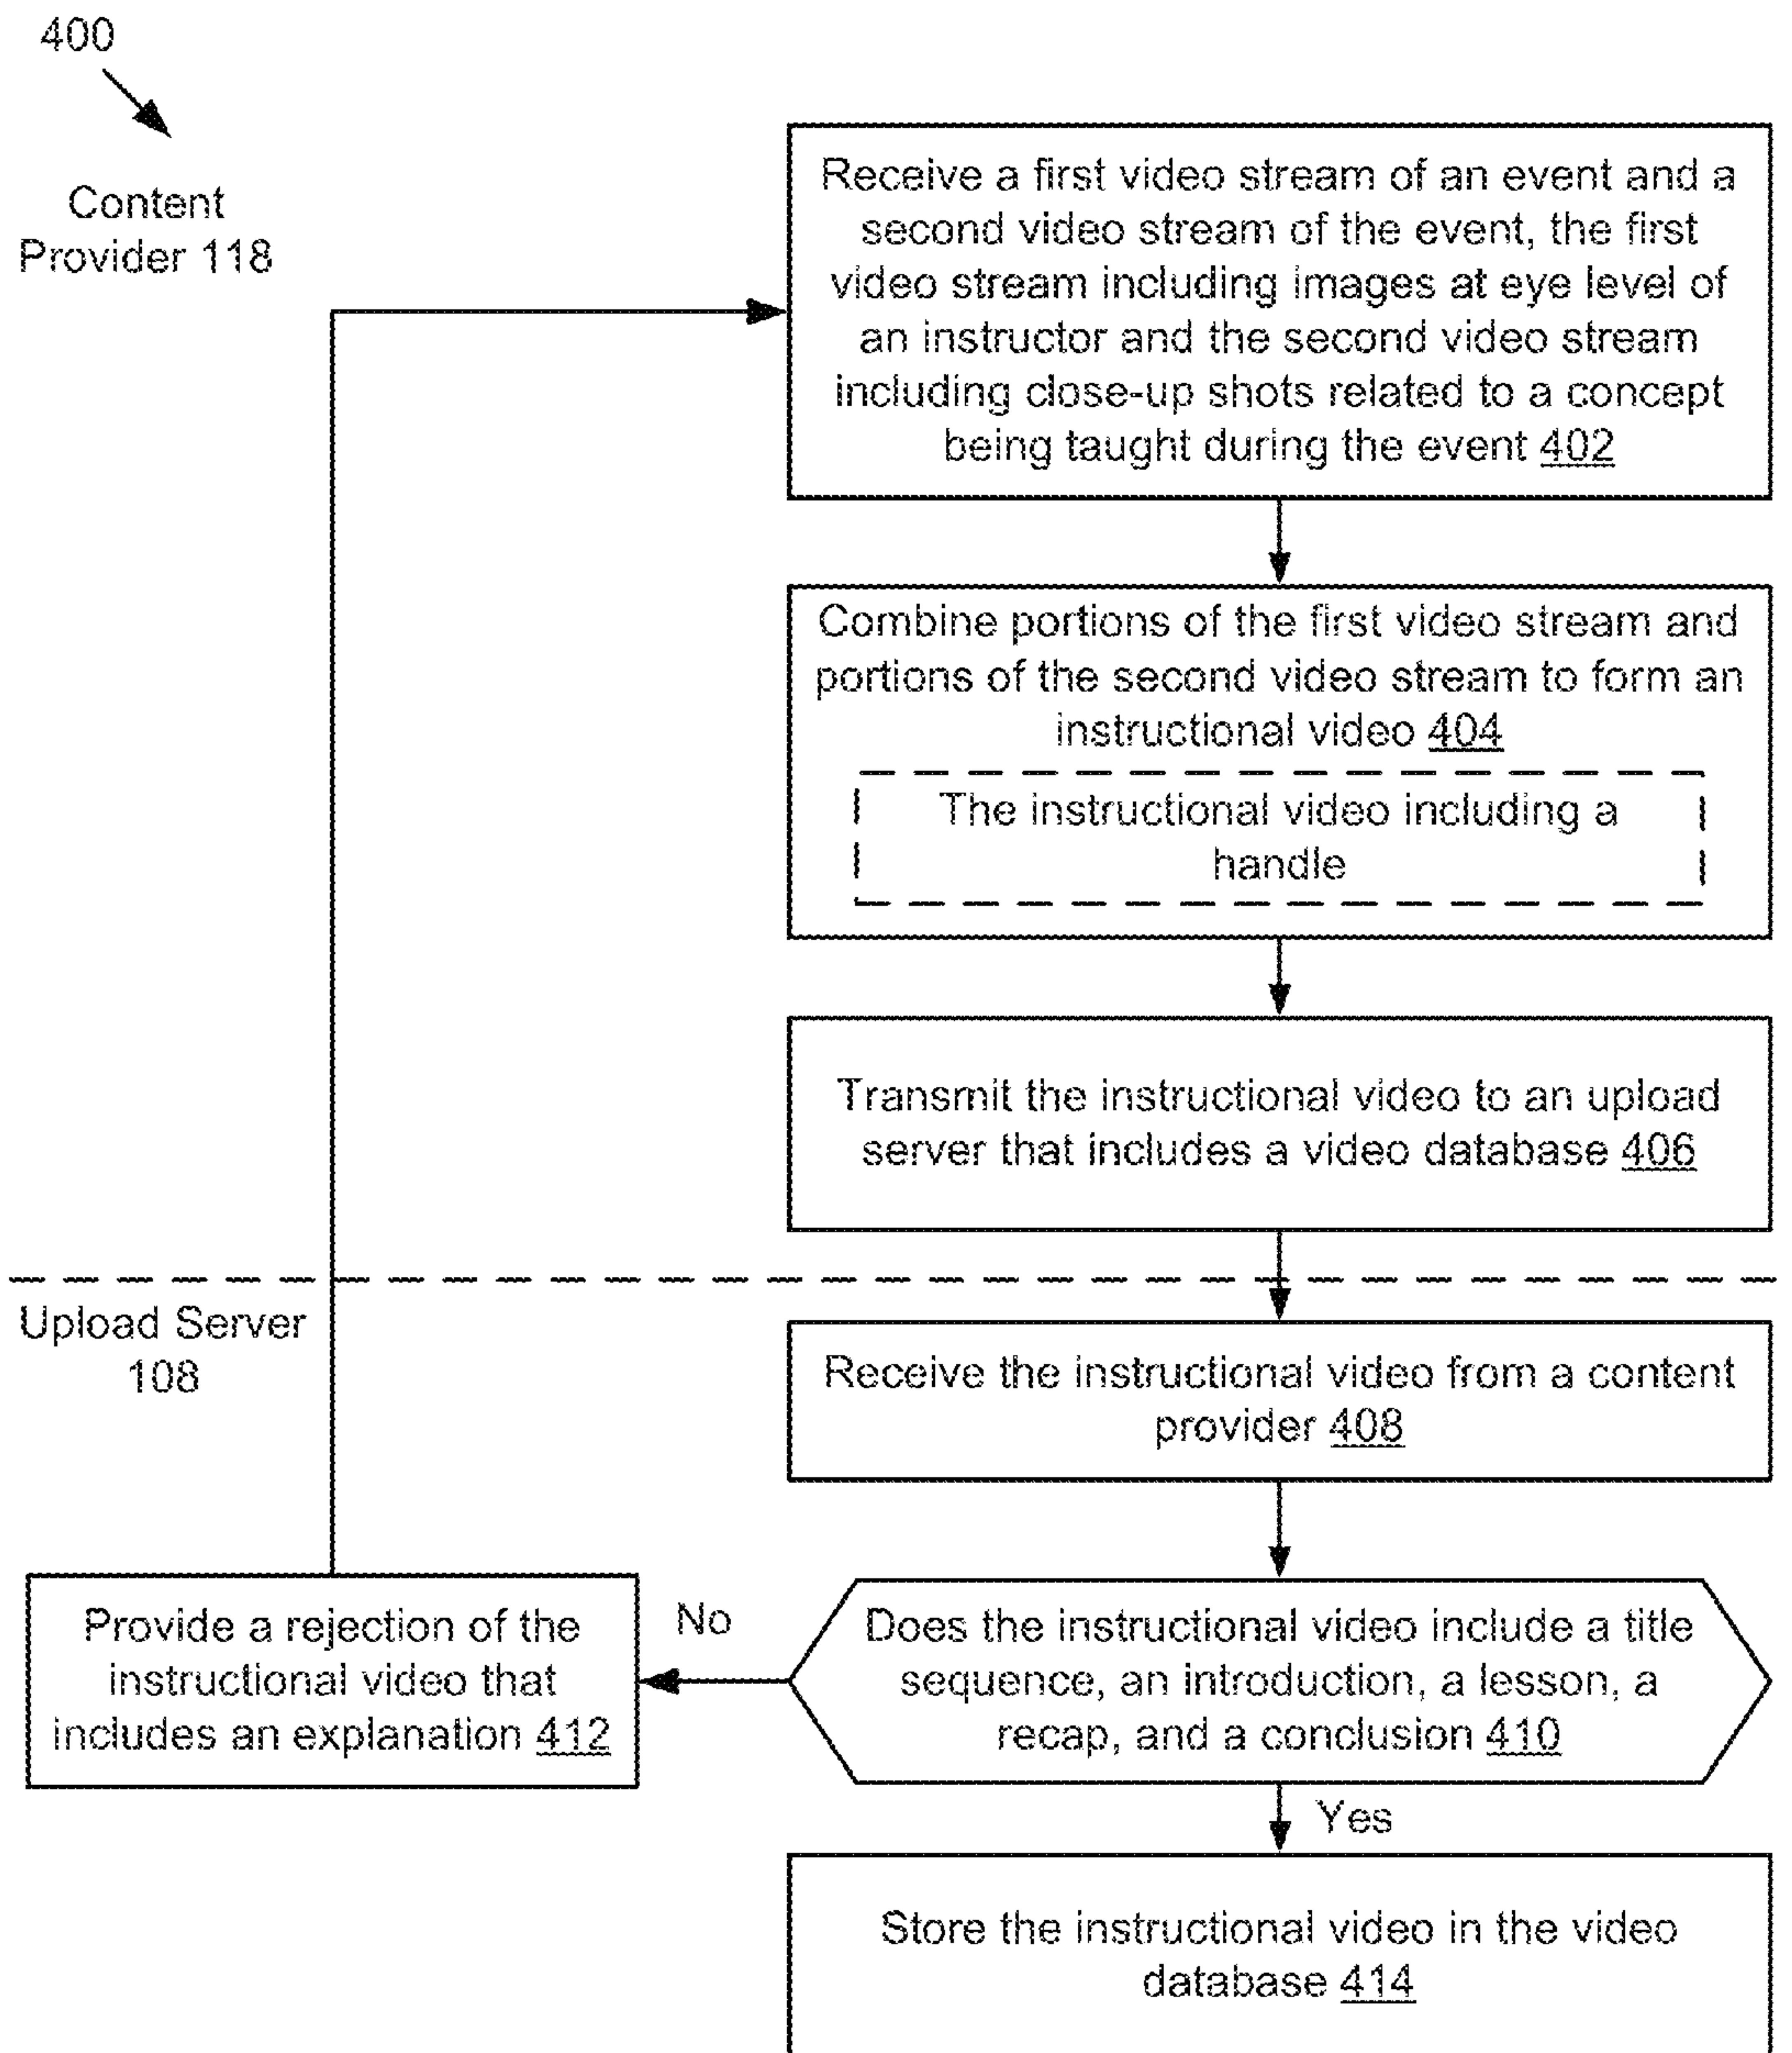 400
Content
Provider 118
Receive a first video stream of an event and a
second video stream of the event, the first
video stream including images at eye level of
an instructor and the second video stream
including close-up shots related to a concept
being taught during the event 402
Combine portions of the first video stream and
portions of the second video stream to form an
instructional video 404
The instructional video including a
handle
Transmit the instructional video to an upload
server that includes a video database 406
Upload Server
108
Receive the instructional video from a content
provider 408
Does the instructional video include a title
sequence, an introduction, a lesson, a
recap, and a conclusion 410
No
Provide a rejection of the
instructional video that
includes an explanation 412
Yes
Store the instructional video in the video
database 414